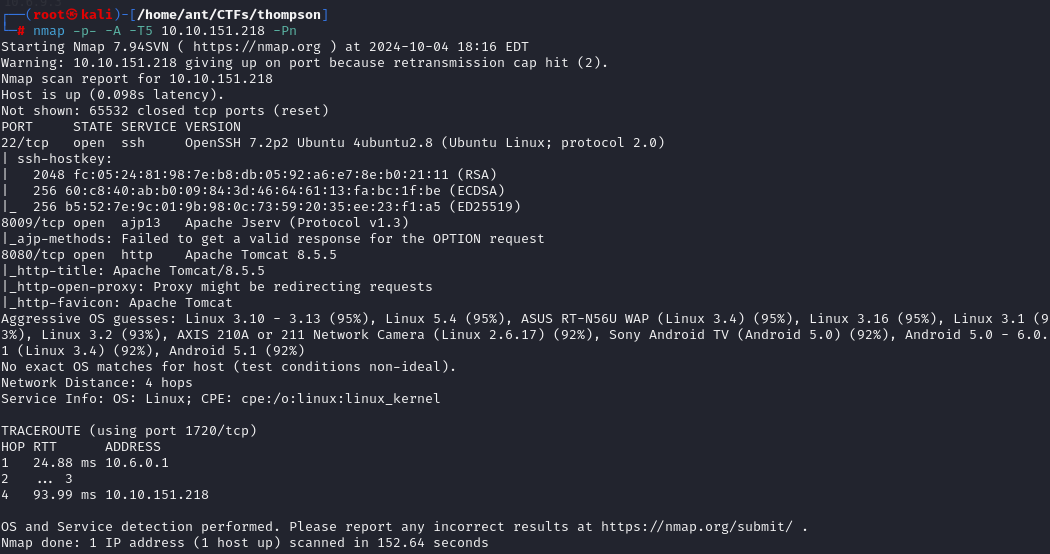 ┌──(root㉿kali)-[/home/ant/CTFs/thompson]
└─# nmap -p- -A -T5 10.10.151.218 -Pn
Starting Nmap 7.94SVN ( https://nmap.org ) at 2024-10-04 18:16 EDT
Warning: 10.10.151.218 giving up on port because retransmission cap hit (2).
Nmap scan report for 10.10.151.218
Host is up (0.098s latency).
Not shown: 65532 closed tcp ports (reset)
PORT     STATE SERVICE VERSION
22/tcp   open  ssh     OpenSSH 7.2p2 Ubuntu 4ubuntu2.8 (Ubuntu Linux; protocol 2.0)
| ssh-hostkey:
|   2048 fc:05:24:81:98:7e:b8:db:05:92:a6:e7:8e:b0:21:11 (RSA)
|   256 60:c8:40:ab:b0:09:84:3d:46:64:61:13:fa:bc:1f:be (ECDSA)
|_  256 b5:52:7e:9c:01:9b:98:0c:73:59:20:35:ee:23:f1:a5 (ED25519)
8009/tcp open  ajp13   Apache Jserv (Protocol v1.3)
|_ajp-methods: Failed to get a valid response for the OPTION request
8080/tcp open  http    Apache Tomcat 8.5.5
|_http-title: Apache Tomcat/8.5.5
|_http-open-proxy: Proxy might be redirecting requests
|_http-favicon: Apache Tomcat
Aggressive OS guesses: Linux 3.10 - 3.13 (95%), Linux 5.4 (95%), ASUS RT-N56U WAP (Linux 3.4) (95%), Linux 3.16 (95%), Linux 3.1 (9
3%), Linux 3.2 (93%), AXIS 210A or 211 Network Camera (Linux 2.6.17) (92%), Sony Android TV (Android 5.0) (92%), Android 5.0 - 6.0.
1 (Linux 3.4) (92%), Android 5.1 (92%)
No exact OS matches for host (test conditions non-ideal).
Network Distance: 4 hops
Service Info: OS: Linux; CPE: cpe:/o:linux:linux_kernel
TRACEROUTE (using port 1720/tcp)
HOP RTT      ADDRESS
1   24.88 ms 10.6.0.1
2   ... 3
4   93.99 ms 10.10.151.218
OS and Service detection performed. Please report any incorrect results at https://nmap.org/submit/ .
Nmap done: 1 IP address (1 host up) scanned in 152.64 seconds